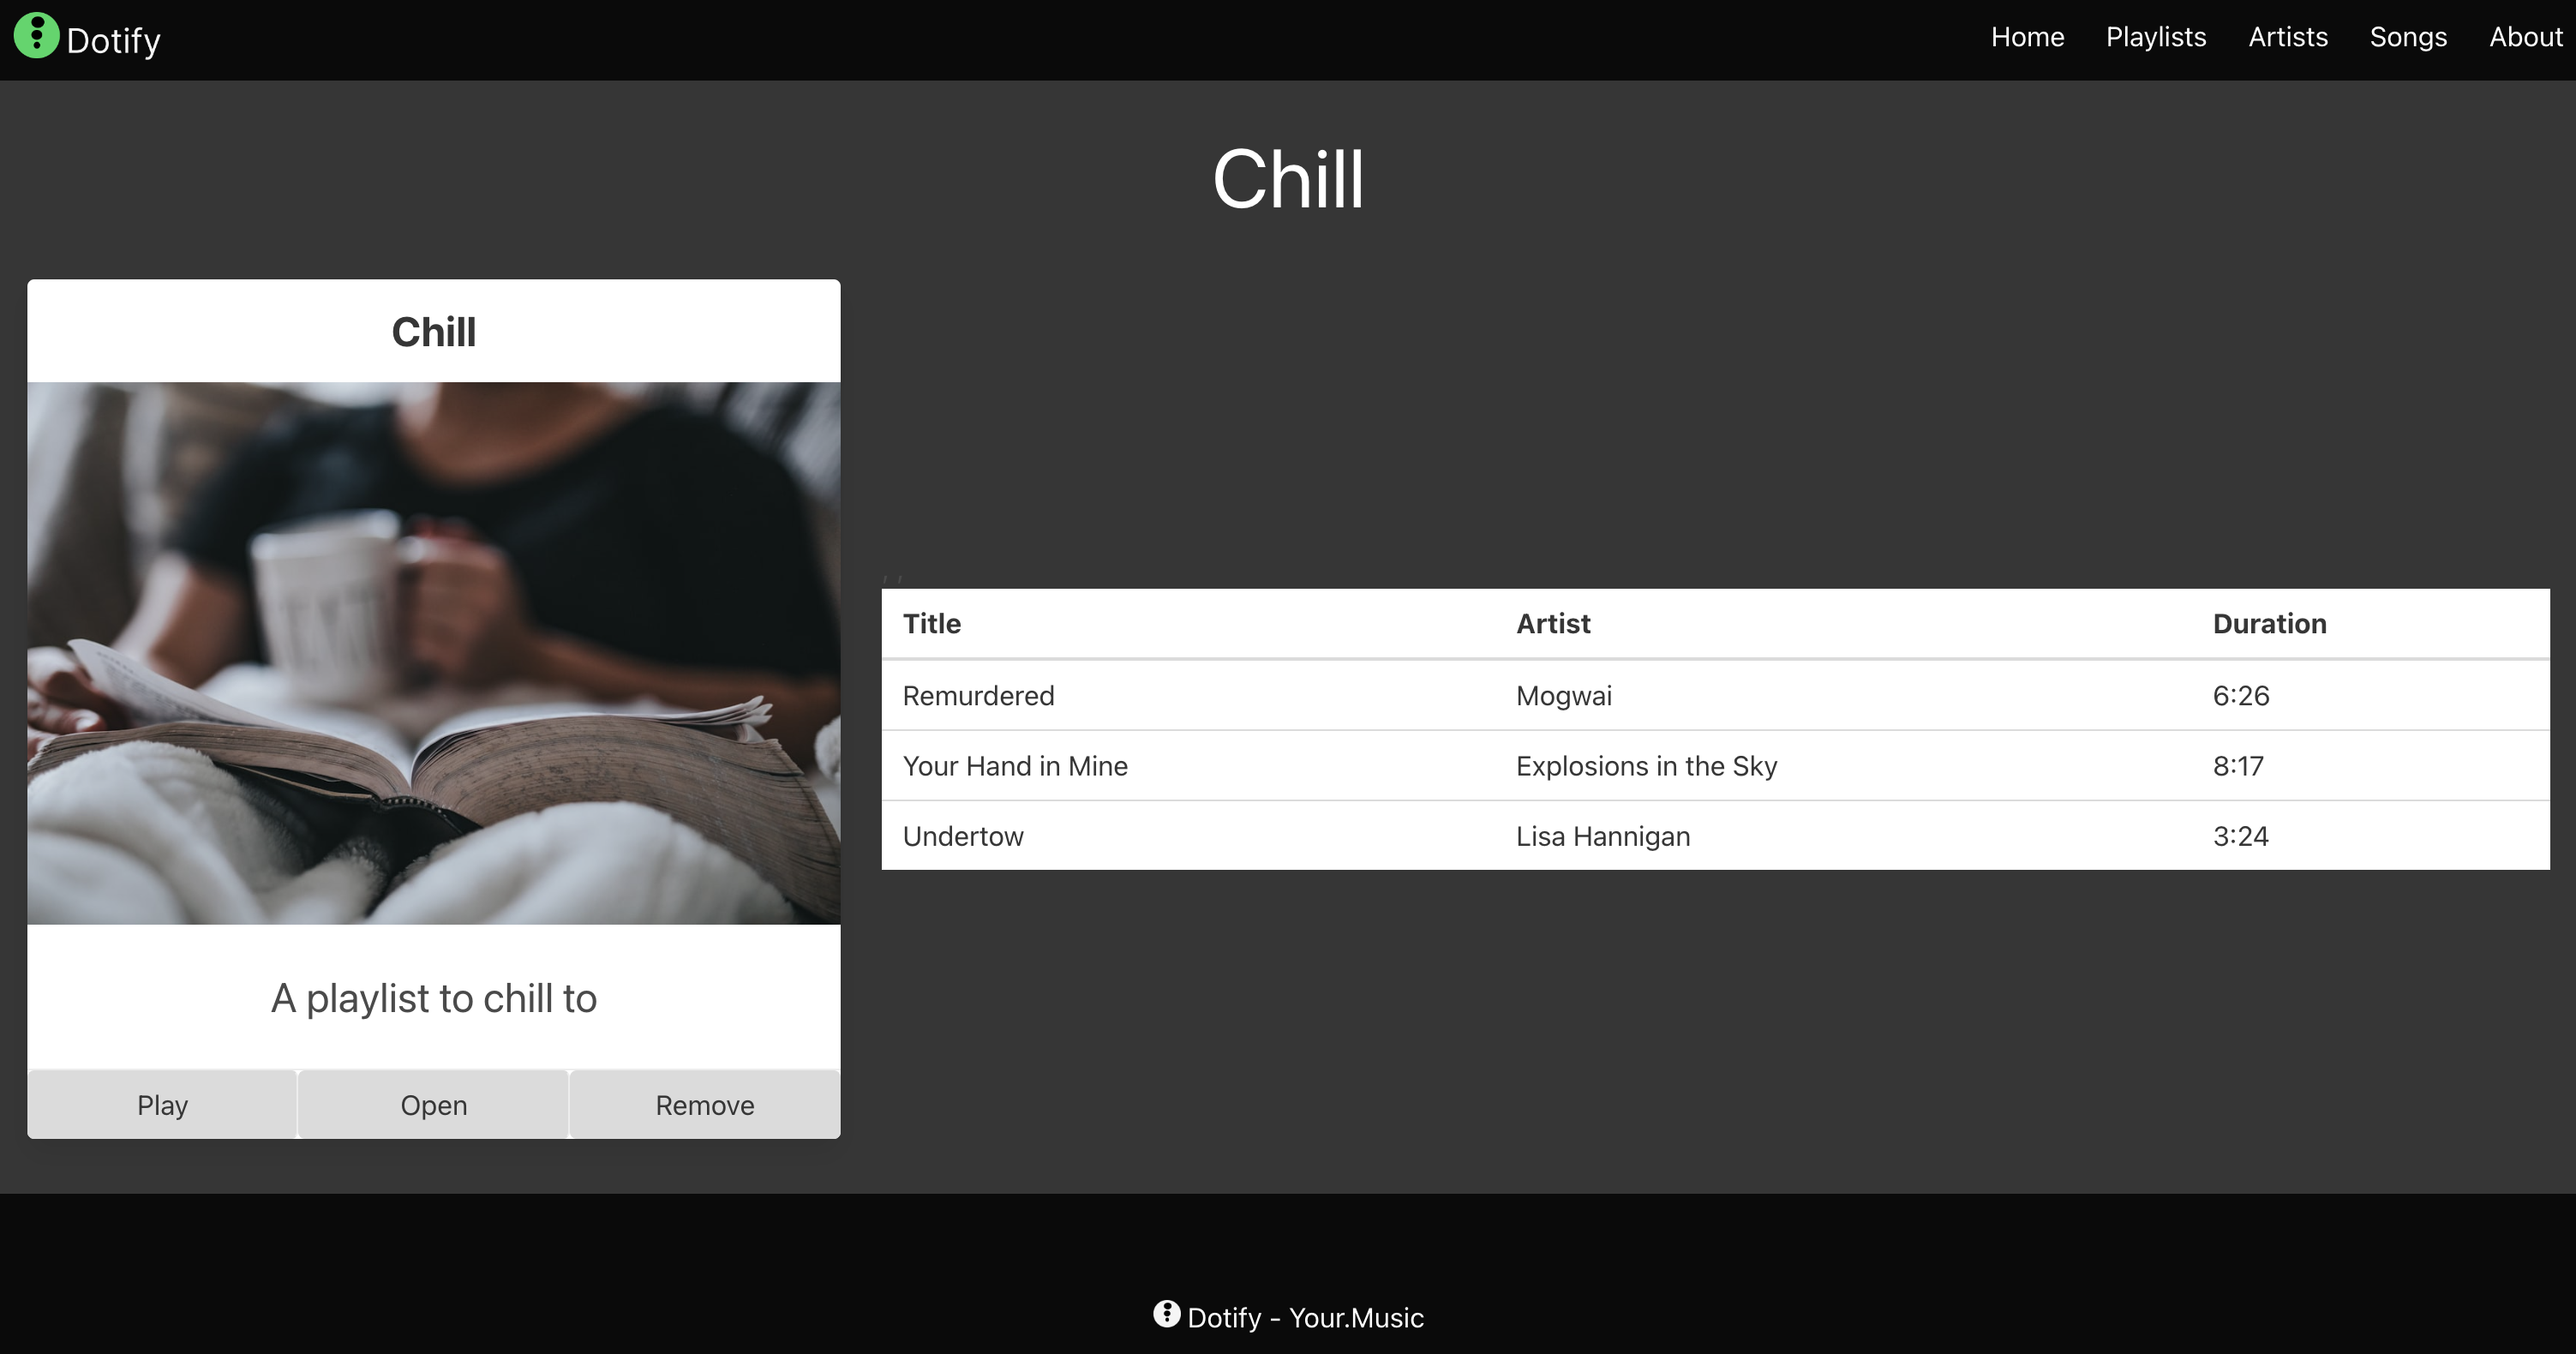 Dotify
Home Playlists Artists Songs About
Chill
Chill
A playlist to chill to
Play Open Remove
, ,
Title Artist Duration
Remurdered Mogwai 6:26
Your Hand in Mine Explosions in the Sky 8:17
Undertow Lisa Hannigan 3:24
Dotify - Your.Music